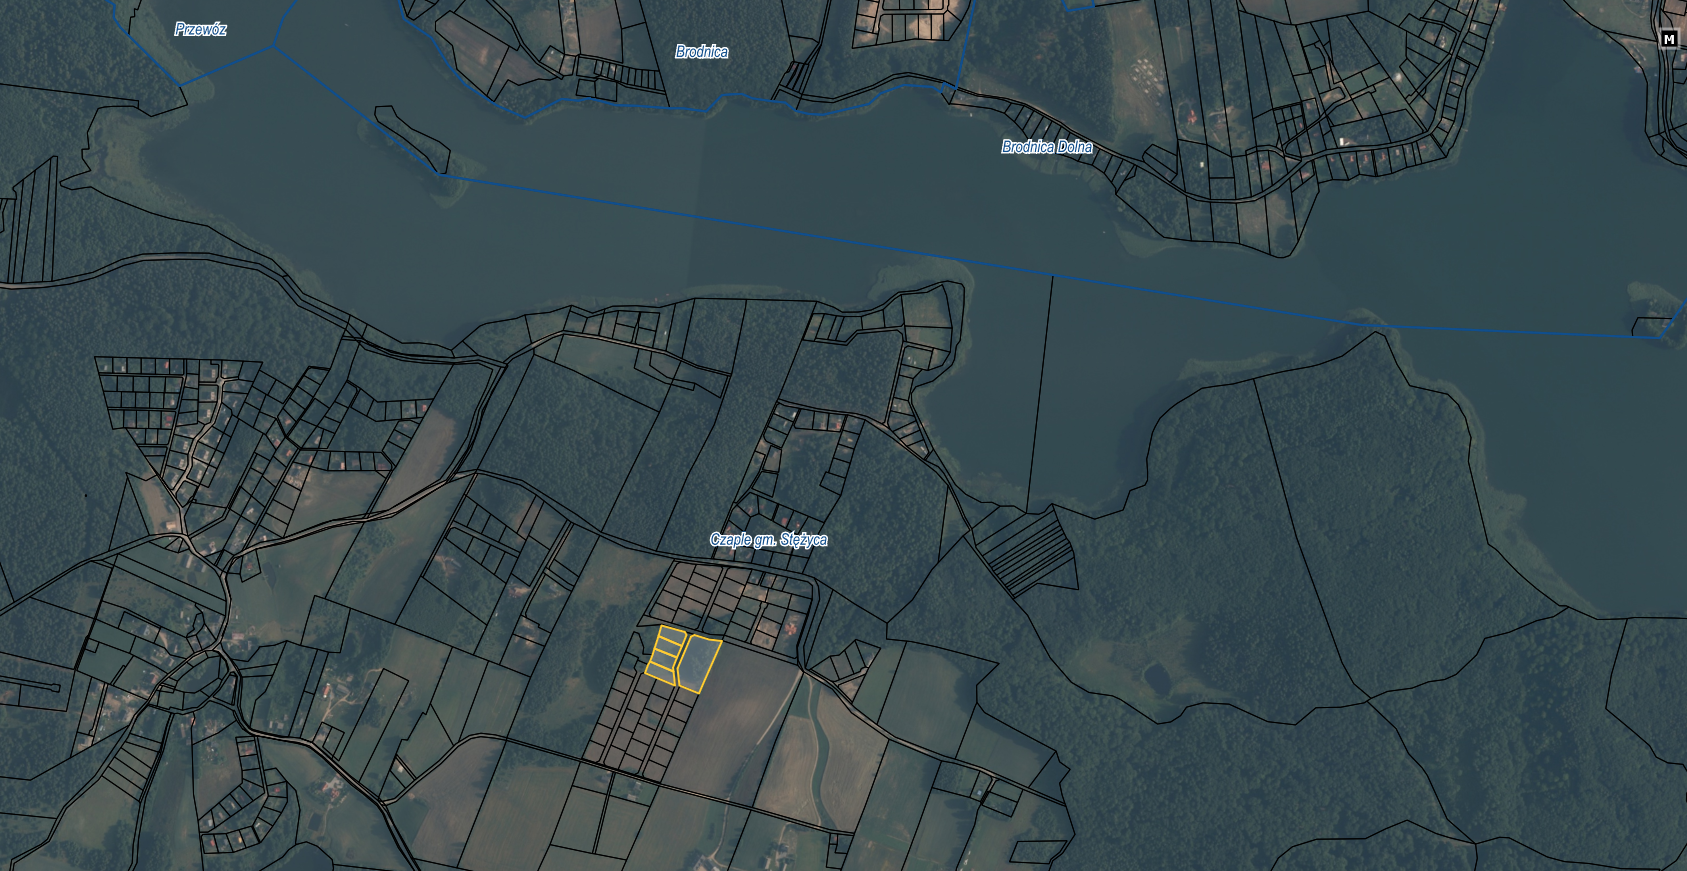 Przewóz
M
Brodnica
Brodnica Dolna
Czaple gm. Stężyca